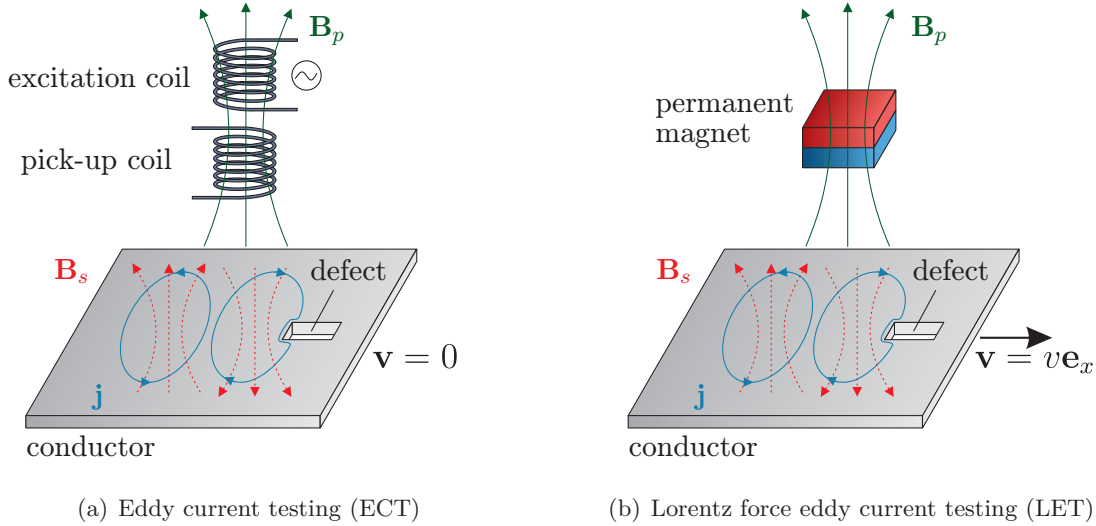 B_p
excitation coil
pick-up coil
B_s
defect
v = 0
j
conductor
(a) Eddy current testing (ECT)
B_p
permanent
magnet
B_s
defect
v = ve_x
j
conductor
(b) Lorentz force eddy current testing (LET)